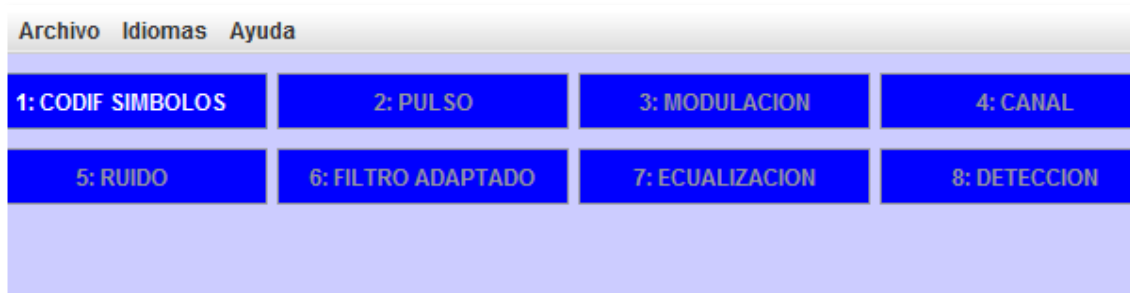 Archivo Idiomas Ayuda
1: CODIF SIMBOLOS 2: PULSO 3: MODULACION 4: CANAL
5: RUIDO 6: FILTRO ADAPTADO 7: ECUALIZACION 8: DETECCION